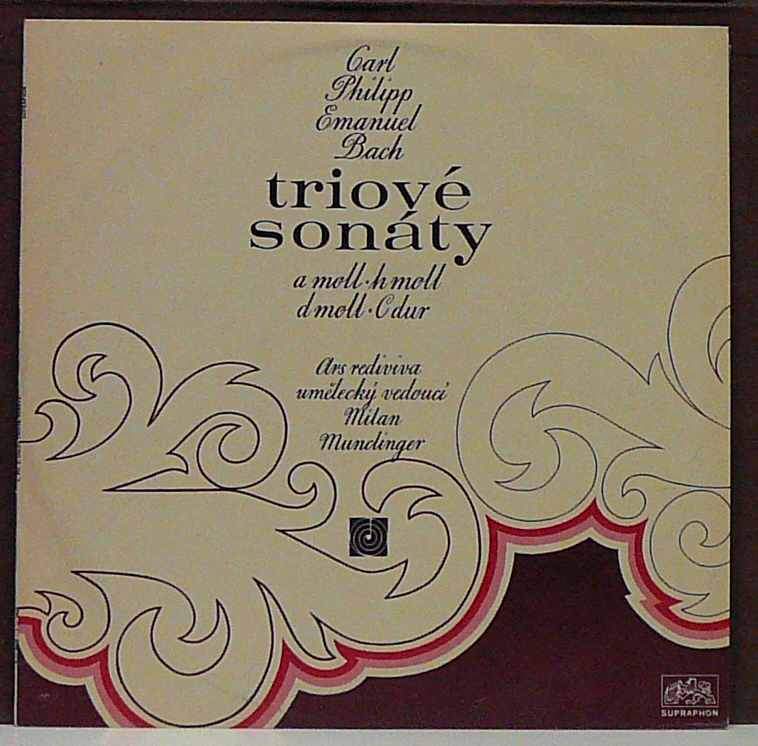 Carl
Philipp
Emanuel
Bach
triové
sonáty
a moll · h moll
d moll · C dur
Ars rediviva
umělecký vedoucí
Milan
Munclinger
SUPRAPHON